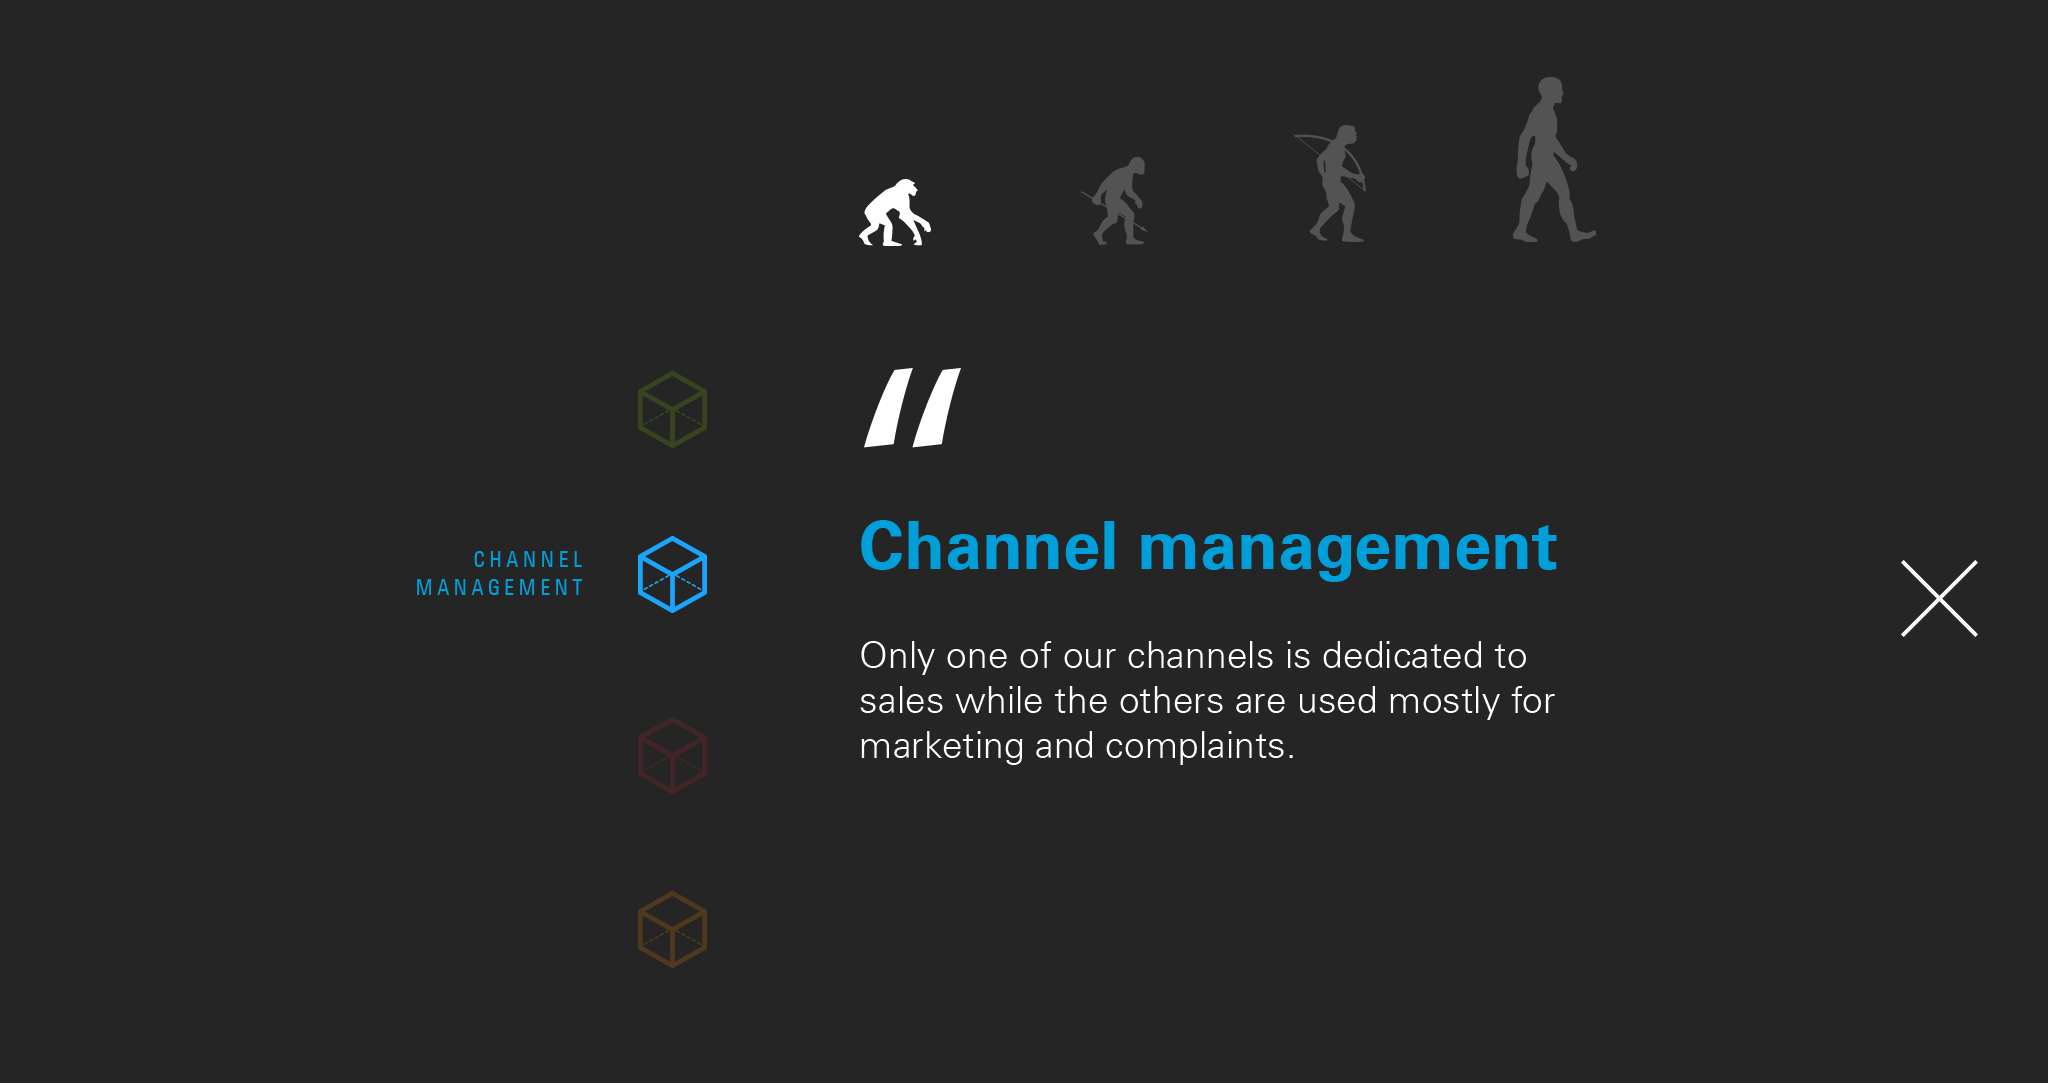 CHANNEL
MANAGEMENT
“
Channel management
Only one of our channels is dedicated to
sales while the others are used mostly for
marketing and complaints.